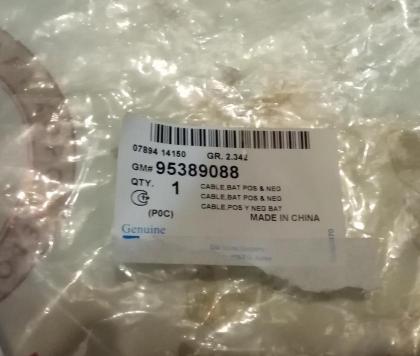 07894 14150 GR. 2.342
GM# 95389088
QTY. 1
CABLE,BAT POS & NEG
CABLE,BAT POS & NEG
CABLE,POS Y NEG BAT
(P0C)
MADE IN CHINA
Genuine